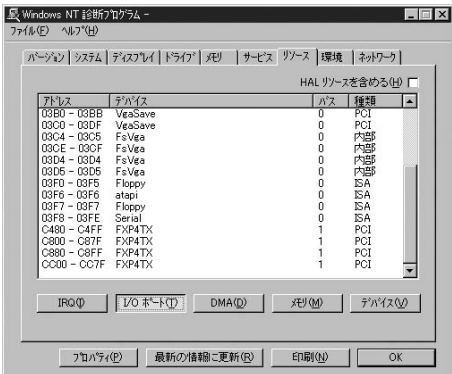 Windows NT 診断プログラム -
ファイル(F) ヘルプ(H)
バージョン システム ディスプレイ ドライブ メモリ サービス リソース 環境 ネットワーク
HAL リソースを含める(H)
アドレス デバイス バス 種類
03B0 - 03BB VgaSave 0 PCI
03C0 - 03DF VgaSave 0 PCI
03C4 - 03C5 FsVga 0 内部
03CE - 03CF FsVga 0 内部
03D4 - 03D4 FsVga 0 内部
03D5 - 03D5 FsVga 0 内部
03F0 - 03F5 Floppy 0 ISA
03F6 - 03F6 atapi 0 ISA
03F7 - 03F7 Floppy 0 ISA
03F8 - 03FE Serial 0 ISA
C480 - C4FF FXP4TX 1 PCI
C800 - C87F FXP4TX 1 PCI
C880 - C8FF FXP4TX 1 PCI
CC00 - CC7F FXP4TX 1 PCI
IRQ(I) I/O ポート(T) DMA(D) メモリ(M) デバイス(V)
プロパティ(P) 最新の情報に更新(R) 印刷(N) OK